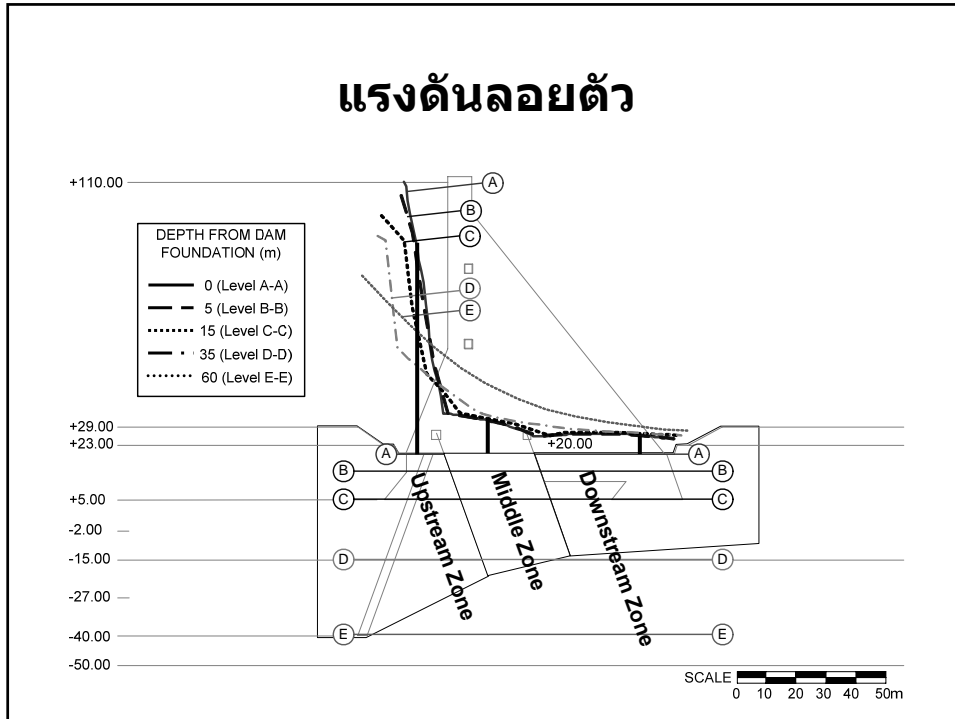 แรงดันลอยตัว
+110.00
A
B
C
DEPTH FROM DAM
FOUNDATION (m)
0 (Level A-A)
5 (Level B-B)
15 (Level C-C)
35 (Level D-D)
60 (Level E-E)
D
E
+29.00
+23.00
+20.00
A
A
B
B
+5.00
C
C
Upstream Zone
Middle Zone
Downstream Zone
-2.00
-15.00
D
D
-27.00
-40.00
E
E
-50.00
SCALE
0 10 20 30 40 50m